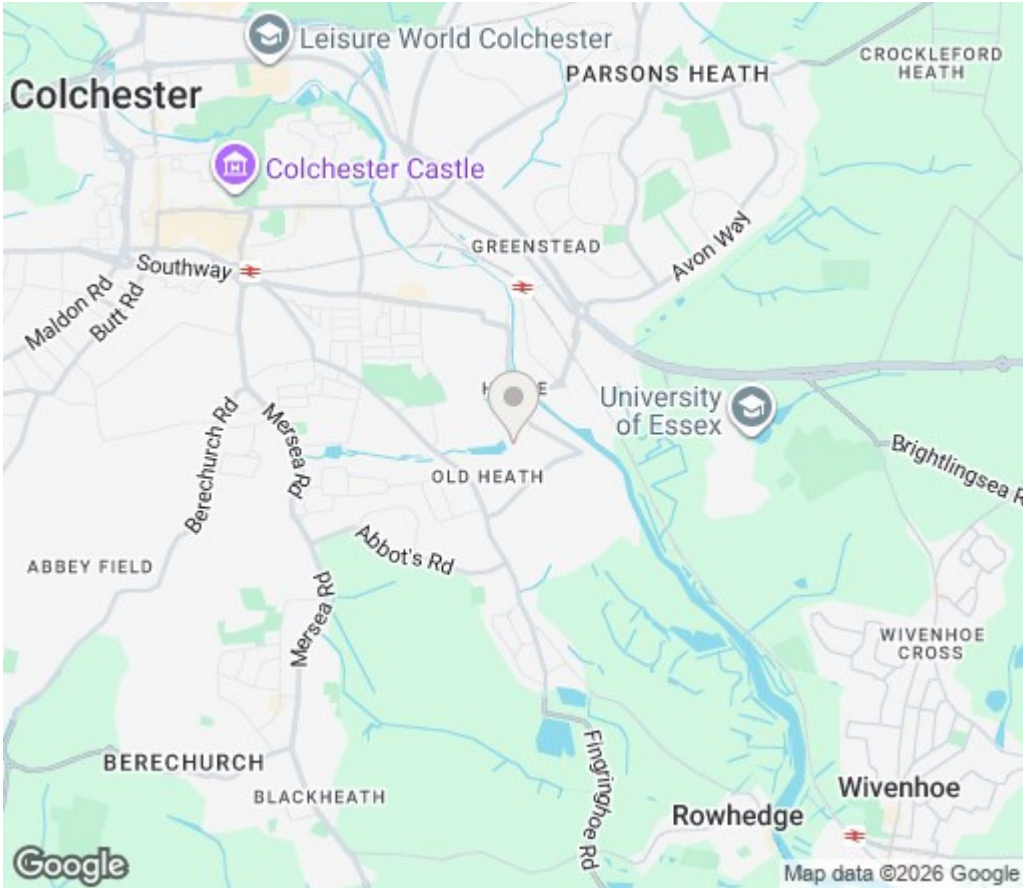 Leisure World Colchester
CROCKLEFORD
HEATH
PARSONS HEATH
Colchester
Colchester Castle
GREENSTEAD
Avon Way
Southway
Maldon Rd
Butt Rd
University
of Essex
Berechurch Rd
Mersea Rd
Brightlingsea
OLD HEATH
Abbot's Rd
ABBEY FIELD
Mersea Rd
WIVENHOE
CROSS
BERECHURCH
BLACKHEATH
Fingringhoe Rd
Wivenhoe
Rowhedge
Google
Map data ©2026 Google